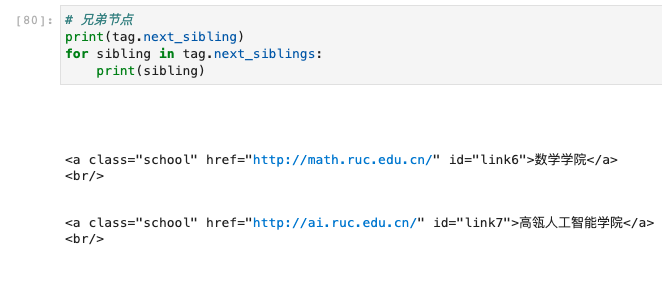 [80]:
# 兄弟节点
print(tag.next_sibling)
for sibling in tag.next_siblings:
    print(sibling)
<a class="school" href="http://math.ruc.edu.cn/" id="link6">数学学院</a>
<br/>
<a class="school" href="http://ai.ruc.edu.cn/" id="link7">高瓴人工智能学院</a>
<br/>